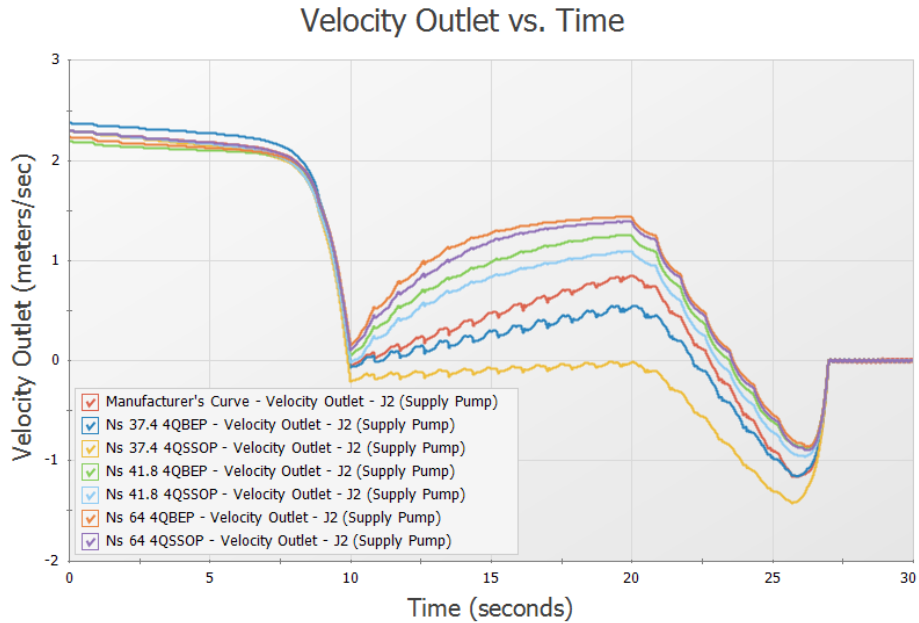 Velocity Outlet vs. Time
Velocity Outlet (meters/sec)
3
2
1
0
-1
-2
Manufacturer's Curve - Velocity Outlet - J2 (Supply Pump)
Ns 37.4 4QBEP - Velocity Outlet - J2 (Supply Pump)
Ns 37.4 4QSSOP - Velocity Outlet - J2 (Supply Pump)
Ns 41.8 4QBEP - Velocity Outlet - J2 (Supply Pump)
Ns 41.8 4QSSOP - Velocity Outlet - J2 (Supply Pump)
Ns 64 4QBEP - Velocity Outlet - J2 (Supply Pump)
Ns 64 4QSSOP - Velocity Outlet - J2 (Supply Pump)
0 5 10 15 20 25 30
Time (seconds)